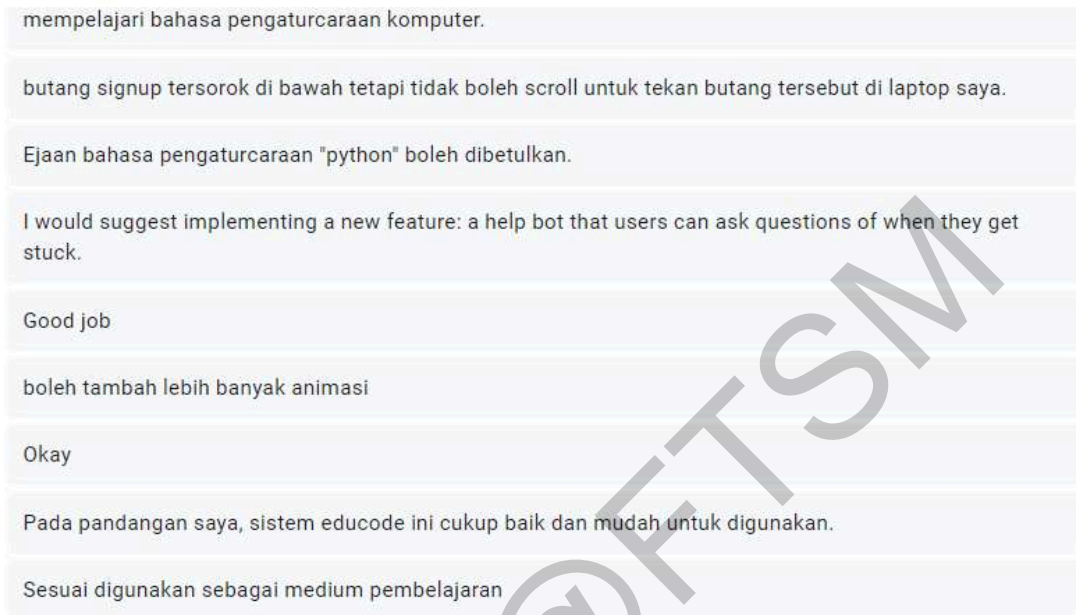 mempelajari bahasa pengaturcaraan komputer.
butang signup tersorok di bawah tetapi tidak boleh scroll untuk tekan butang tersebut di laptop saya.
Ejaan bahasa pengaturcaraan "python" boleh dibetulkan.
I would suggest implementing a new feature: a help bot that users can ask questions of when they get
stuck.
Good job
boleh tambah lebih banyak animasi
Okay
Pada pandangan saya, sistem educode ini cukup baik dan mudah untuk digunakan.
Sesuai digunakan sebagai medium pembelajaran
@FTSM